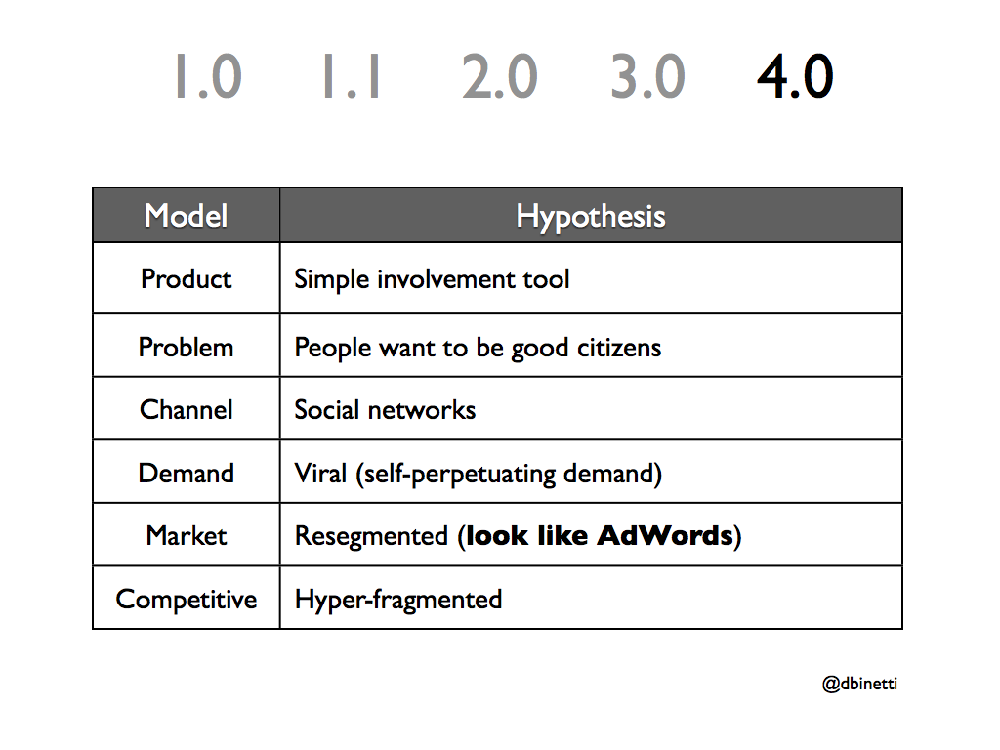 1.0 1.1 2.0 3.0 4.0
Model Hypothesis
Product Simple involvement tool
Problem People want to be good citizens
Channel Social networks
Demand Viral (self-perpetuating demand)
Market Resegmented (look like AdWords)
Competitive Hyper-fragmented
@dbinetti